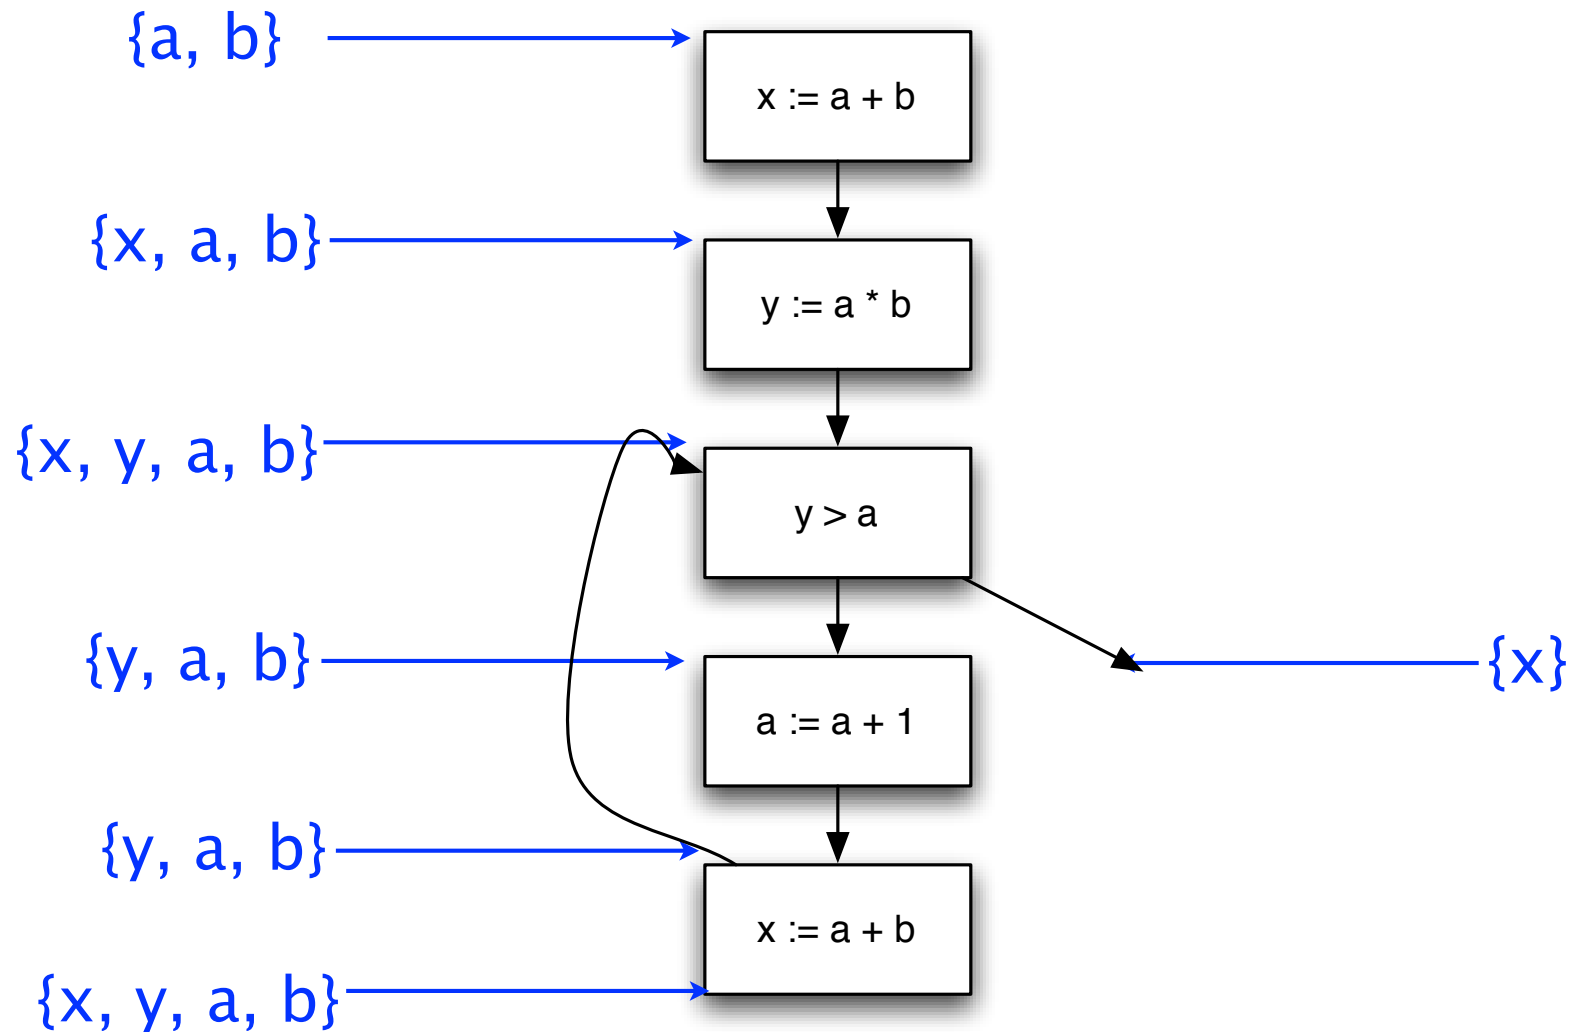 {a, b}
x := a + b
{x, a, b}
y := a * b
{x, y, a, b}
y > a
{y, a, b}
{x}
a := a + 1
{y, a, b}
x := a + b
{x, y, a, b}